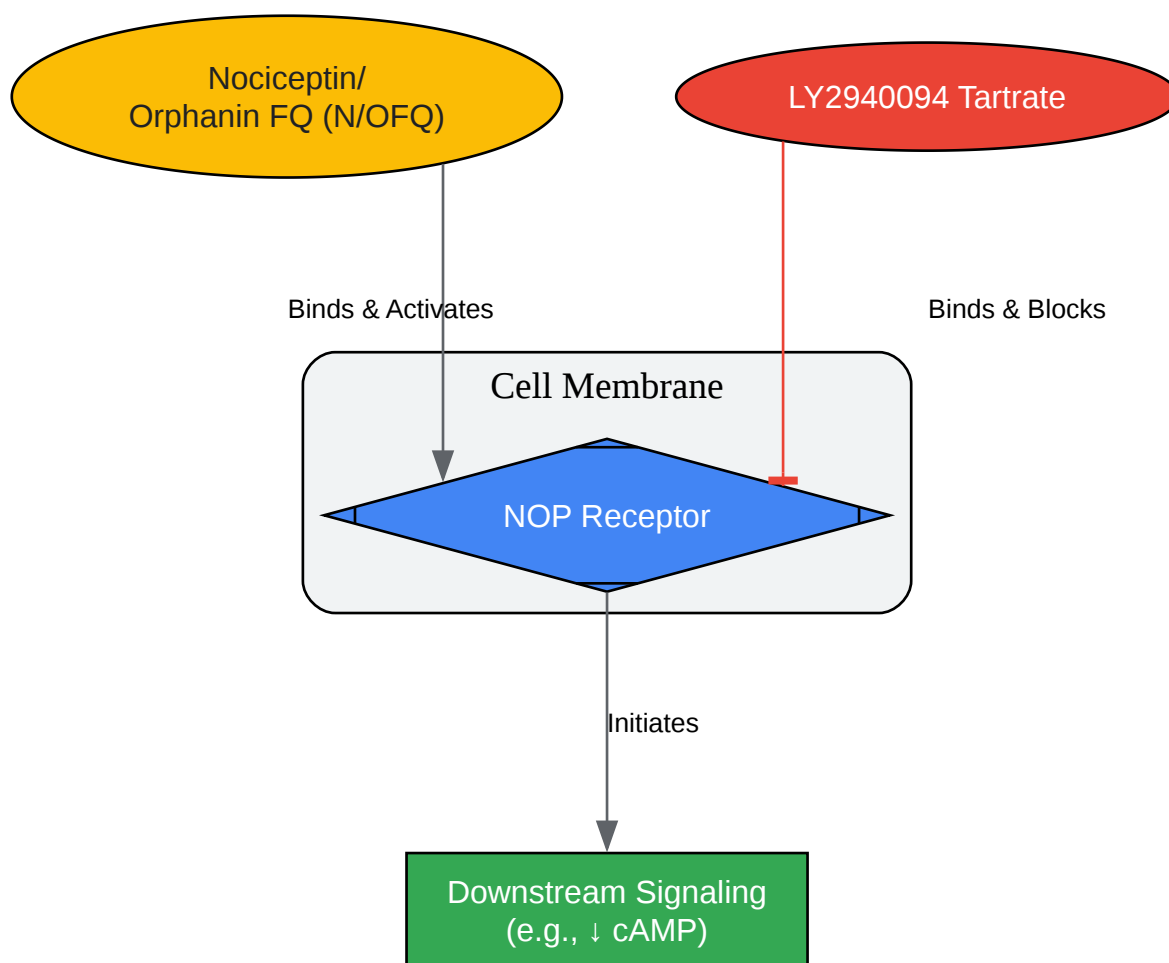 Nociceptin/
Orphanin FQ (N/OFQ)
LY2940094 Tartrate
Binds & Activates
Binds & Blocks
Cell Membrane
NOP Receptor
Initiates
Downstream Signaling
(e.g., ↓ cAMP)